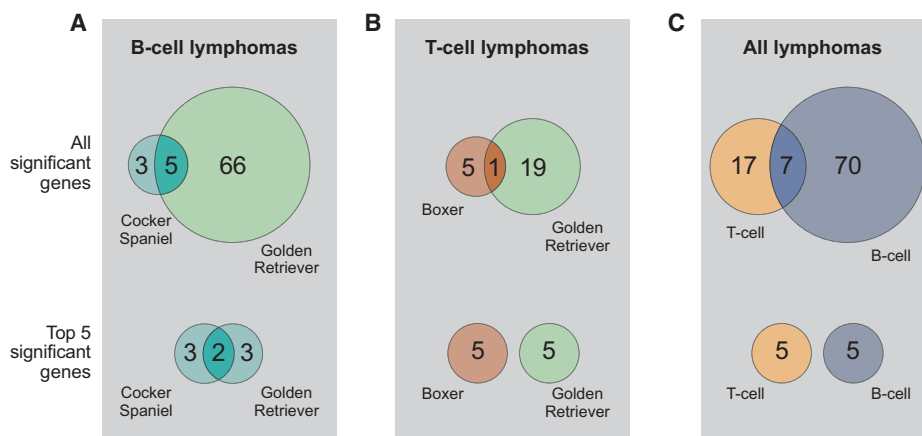 A
B-cell lymphomas
B
T-cell lymphomas
C
All lymphomas
All
significant
genes
3 5 66
Cocker
Spaniel
Golden
Retriever
5 1 19
Boxer
Golden
Retriever
17 7 70
T-cell
B-cell
Top 5
significant
genes
3 2 3
Cocker
Spaniel
Golden
Retriever
5 5
Boxer
Golden
Retriever
5 5
T-cell
B-cell